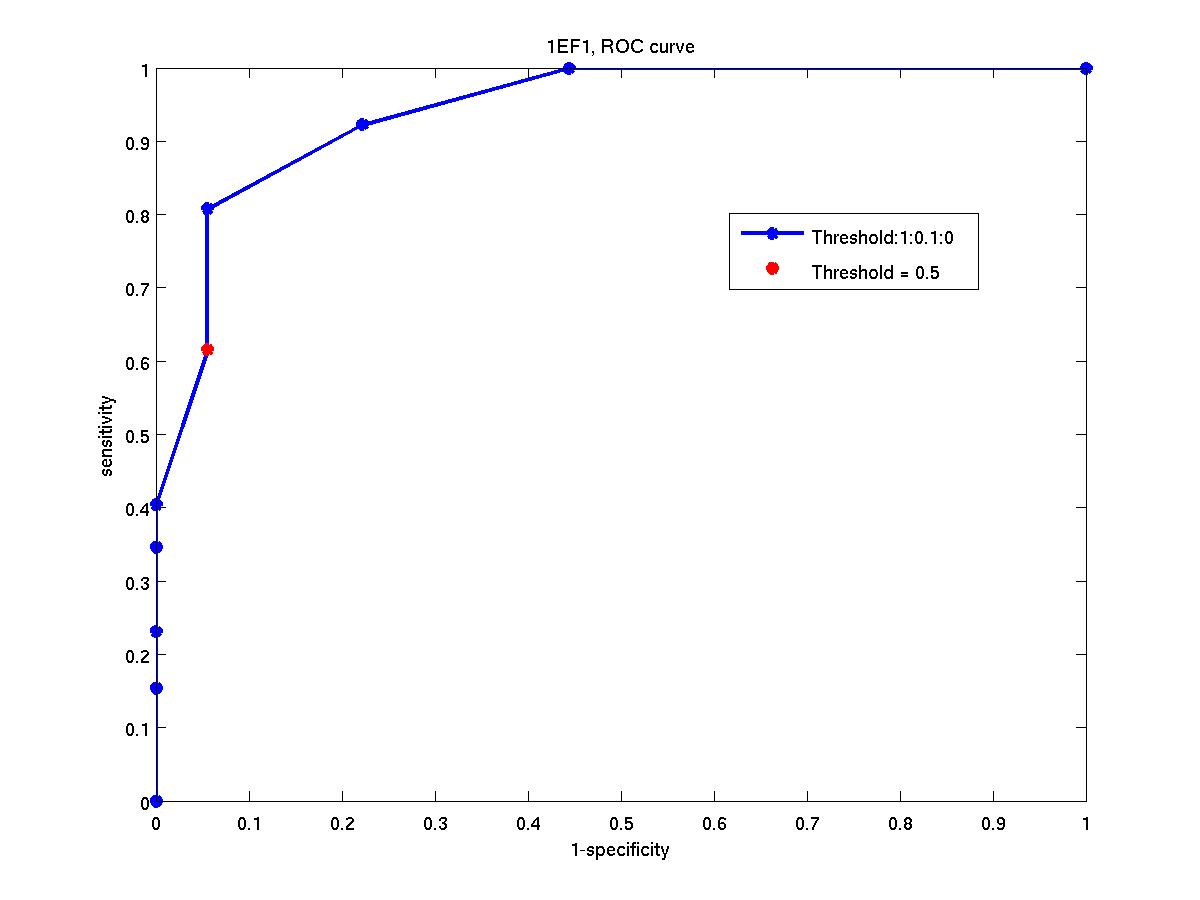 1EF1, ROC curve
1
0.9
0.8
0.7
0.6
0.5
0.4
0.3
0.2
0.1
0
sensitivity
Threshold:1:0.1:0
Threshold = 0.5
0 0.1 0.2 0.3 0.4 0.5 0.6 0.7 0.8 0.9 1
1-specificity